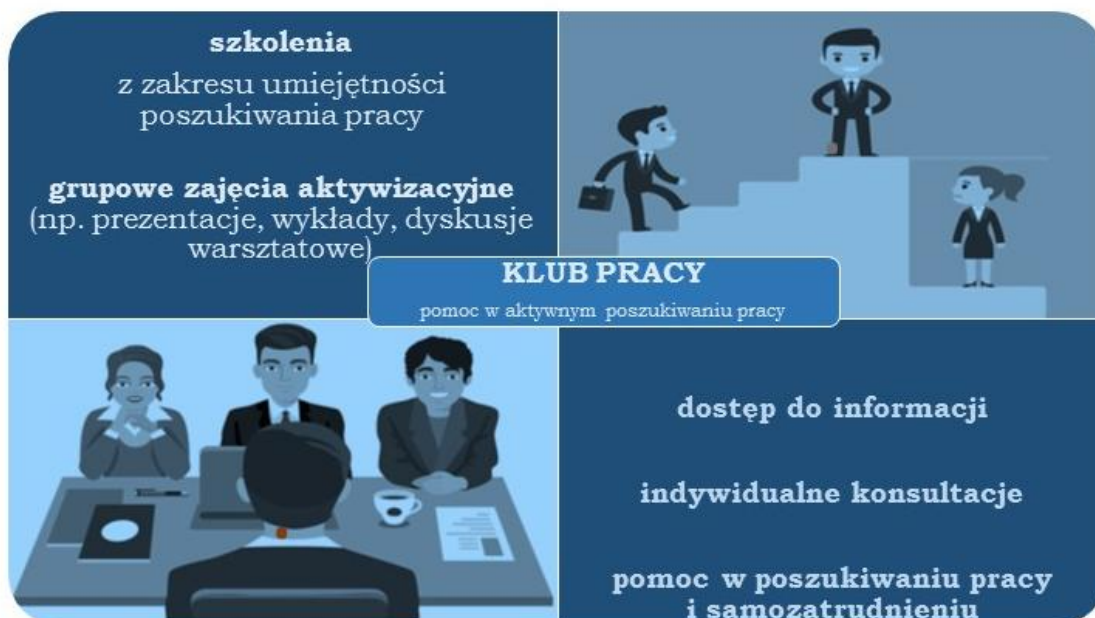 szkolenia
z zakresu umiejętności
poszukiwania pracy
grupowe zajęcia aktywizacyjne
(np. prezentacje, wykłady, dyskusje
warsztatowe)
KLUB PRACY
pomoc w aktywnym poszukiwaniu pracy
dostęp do informacji
indywidualne konsultacje
pomoc w poszukiwaniu pracy
i samozatrudnieniu